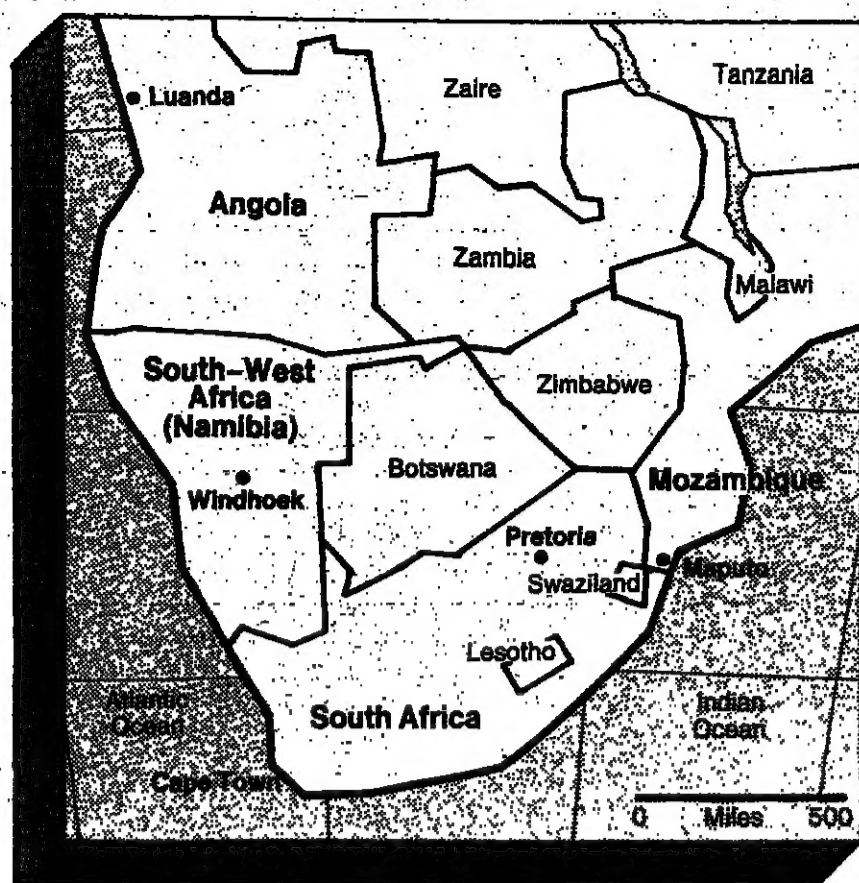 Tanzania
Zaire
Luanda
Angola
Zambia
Malawi
South-West
Africa
(Namibia)
Zimbabwe
Botswana
Mozambique
Windhoek
Pretoria
Maputo
Swaziland
Lesotho
Atlantic
Ocean
South Africa
Indian
Ocean
Cape Town
0 Miles 500